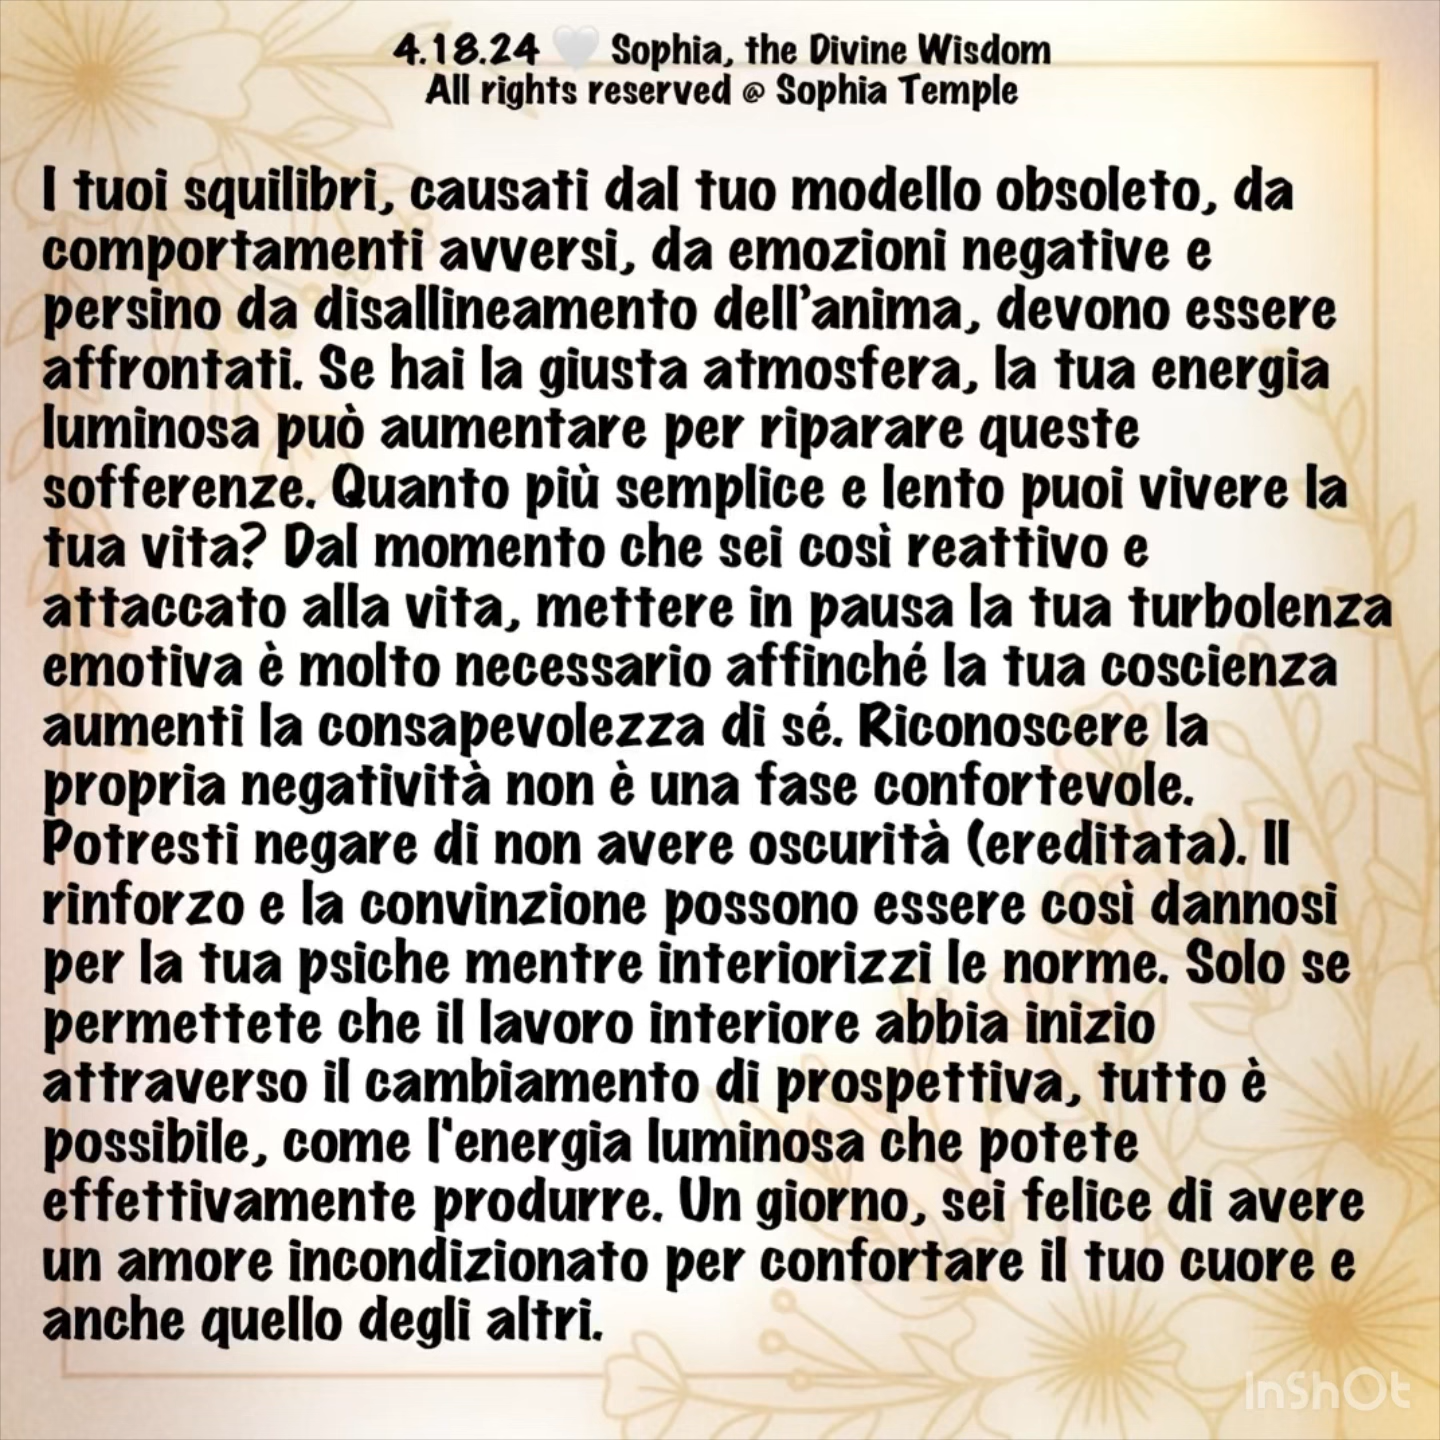 4.18.24 🤍 Sophia, the Divine Wisdom
All rights reserved @ Sophia Temple
I tuoi squilibri, causati dal tuo modello obsoleto, da
comportamenti avversi, da emozioni negative e
persino da disallineamento dell’anima, devono essere
affrontati. Se hai la giusta atmosfera, la tua energia
luminosa può aumentare per riparare queste
sofferenze. Quanto più semplice e lento puoi vivere la
tua vita? Dal momento che sei così reattivo e
attaccato alla vita, mettere in pausa la tua turbolenza
emotiva è molto necessario affinché la tua coscienza
aumenti la consapevolezza di sé. Riconoscere la
propria negatività non è una fase confortevole.
Potresti negare di non avere oscurità (ereditata). Il
rinforzo e la convinzione possono essere così dannosi
per la tua psiche mentre interiorizzi le norme. Solo se
permettete che il lavoro interiore abbia inizio
attraverso il cambiamento di prospettiva, tutto è
possibile, come l'energia luminosa che potete
effettivamente produrre. Un giorno, sei felice di avere
un amore incondizionato per confortare il tuo cuore e
anche quello degli altri.
InShOt